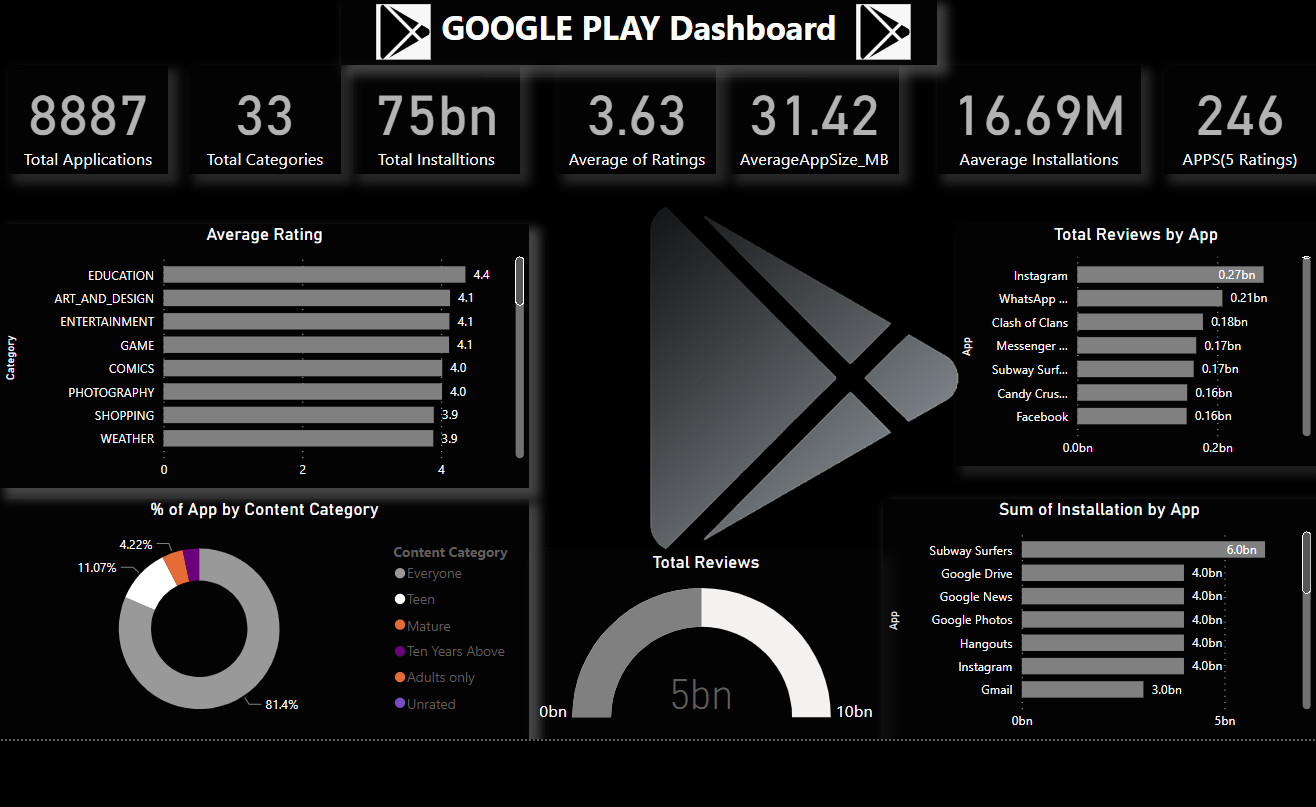 GOOGLE PLAY Dashboard
8887
Total Applications
33
Total Categories
75bn
Total Installtions
3.63
Average of Ratings
31.42
AverageAppSize_MB
16.69M
Aaverage Installations
246
APPS(5 Ratings)
Average Rating
Category
EDUCATION 4.4
ART_AND_DESIGN 4.1
ENTERTAINMENT 4.1
GAME 4.1
COMICS 4.0
PHOTOGRAPHY 4.0
SHOPPING 3.9
WEATHER 3.9
0 2 4
Total Reviews by App
App
Instagram 0.27bn
WhatsApp ... 0.21bn
Clash of Clans 0.18bn
Messenger ... 0.17bn
Subway Surf... 0.17bn
Candy Crus... 0.16bn
Facebook 0.16bn
0.0bn 0.2bn
% of App by Content Category
4.22%
11.07%
81.4%
Content Category
Everyone
Teen
Mature
Ten Years Above
Adults only
Unrated
Total Reviews
5bn
0bn 10bn
Sum of Installation by App
App
Subway Surfers 6.0bn
Google Drive 4.0bn
Google News 4.0bn
Google Photos 4.0bn
Hangouts 4.0bn
Instagram 4.0bn
Gmail 3.0bn
0bn 5bn